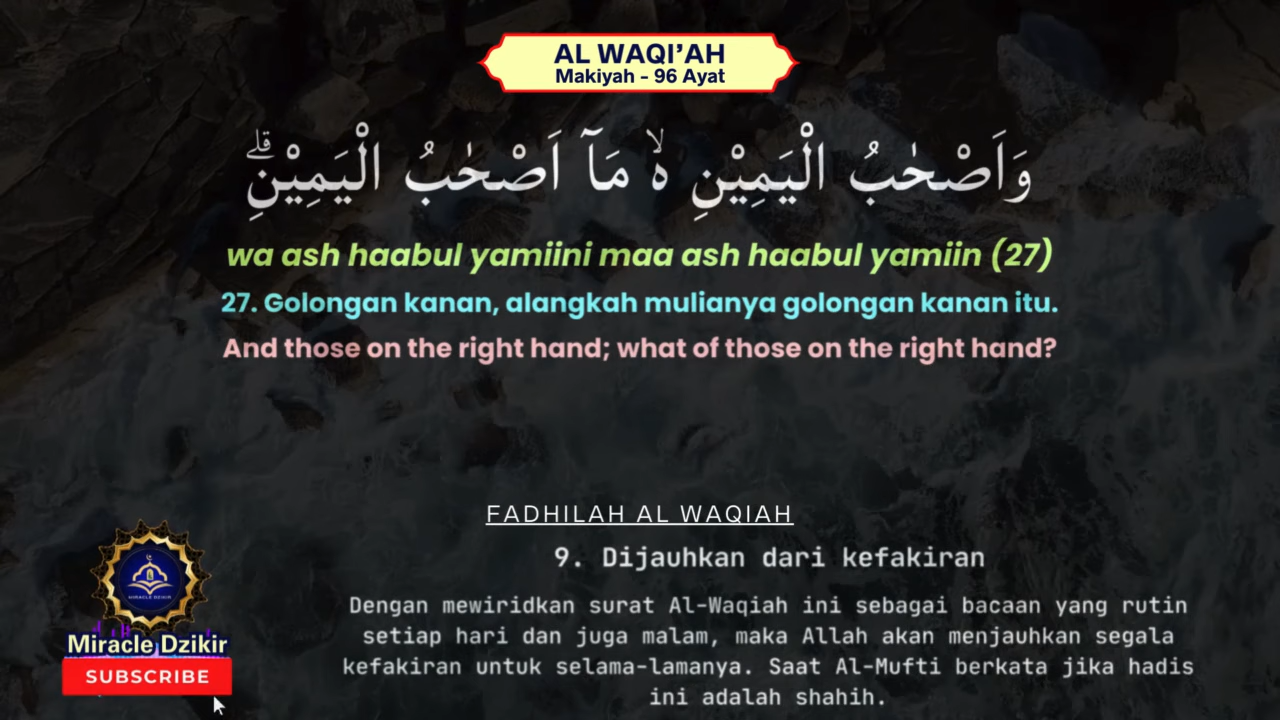 AL WAQI’AH
Makiyah - 96 Ayat
وَاَصْحٰبُ الْيَمِيْنِ ەۙ مَآ اَصْحٰبُ الْيَمِيْنِۗ
wa ash haabul yamiini maa ash haabul yamiin (27)
27. Golongan kanan, alangkah mulianya golongan kanan itu.
And those on the right hand; what of those on the right hand?
FADHILAH AL WAQIAH
9. Dijauhkan dari kefakiran
Dengan mewiridkan surat Al-Waqiah ini sebagai bacaan yang rutin
setiap hari dan juga malam, maka Allah akan menjauhkan segala
kefakiran untuk selama-lamanya. Saat Al-Mufti berkata jika hadis
ini adalah shahih.
MIRACLE DZIKIR
Miracle Dzikir
SUBSCRIBE